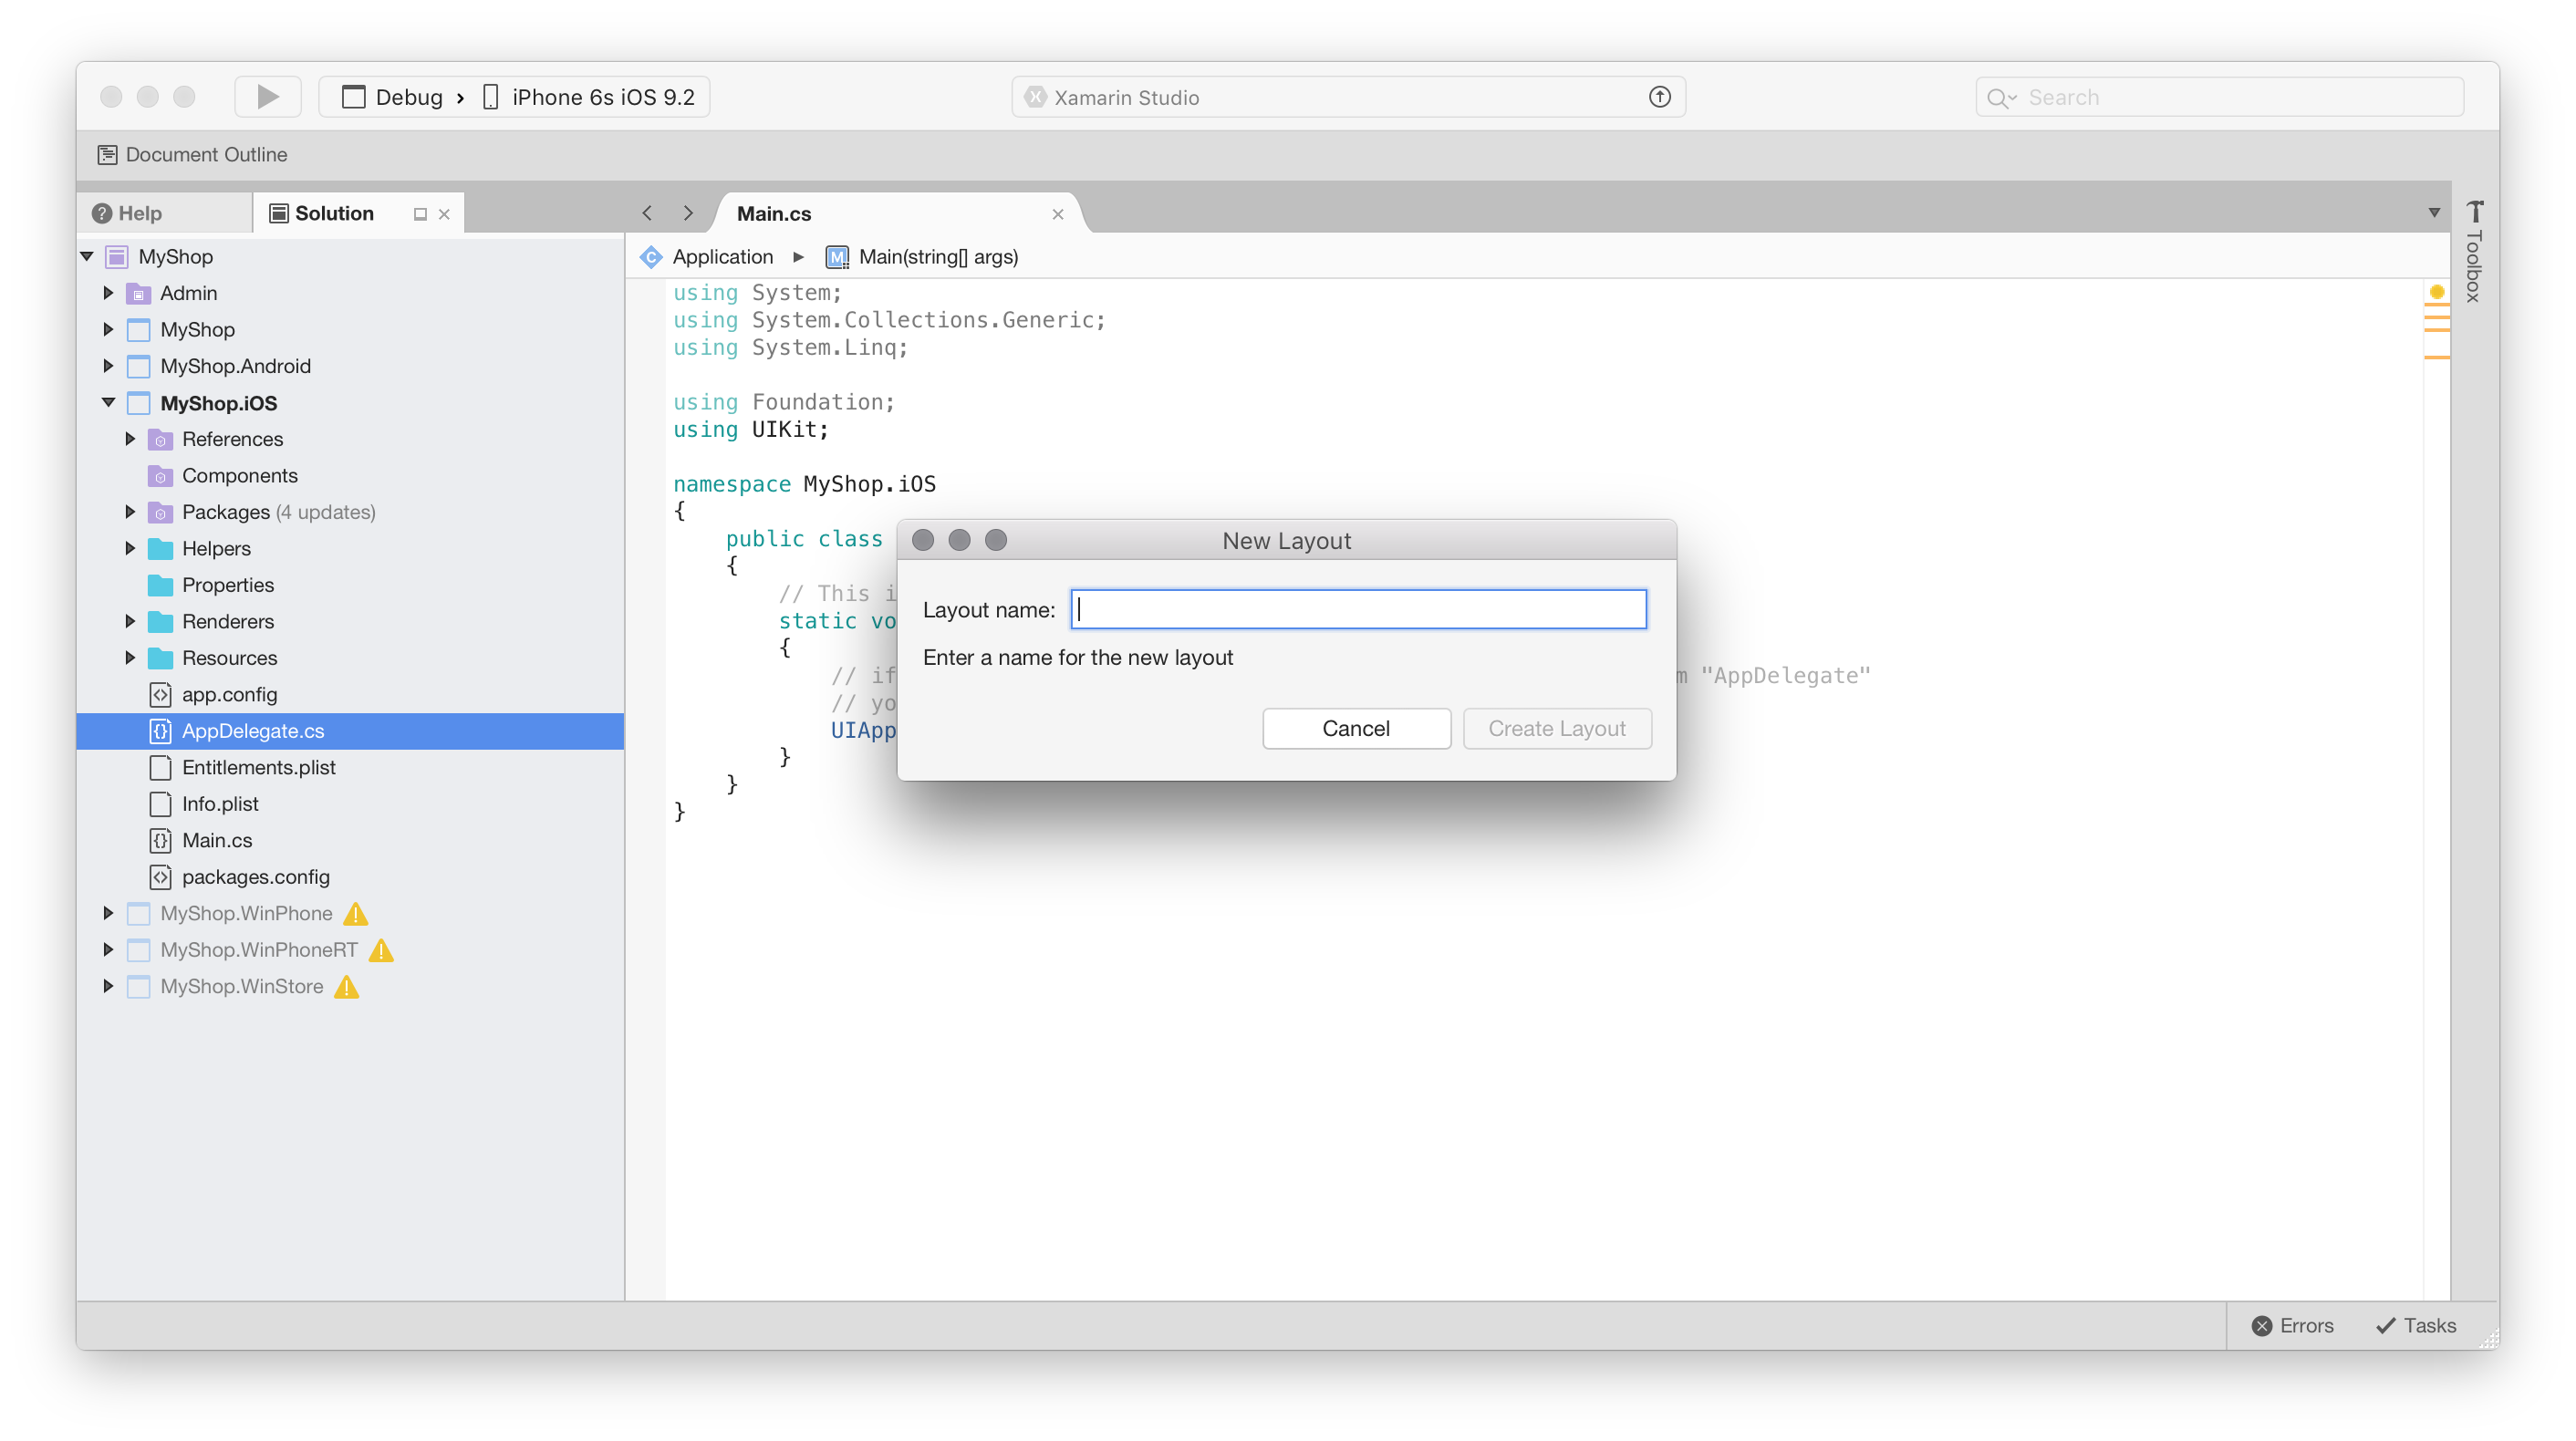 Debug › iPhone 6s iOS 9.2
Xamarin Studio
Search
Document Outline
Help
Solution
Main.cs
Toolbox
MyShop
Admin
MyShop
MyShop.Android
MyShop.iOS
References
Components
Packages (4 updates)
Helpers
Properties
Renderers
Resources
app.config
AppDelegate.cs
Entitlements.plist
Info.plist
Main.cs
packages.config
MyShop.WinPhone
MyShop.WinPhoneRT
MyShop.WinStore
Application Main(string[] args)
using System;
using System.Collections.Generic;
using System.Linq;
using Foundation;
using UIKit;
namespace MyShop.iOS
{
public class
{
// This i
static vo
{
// if
m "AppDelegate"
// yo
UIApp
}
}
}
New Layout
Layout name:
Enter a name for the new layout
Cancel
Create Layout
Errors
Tasks